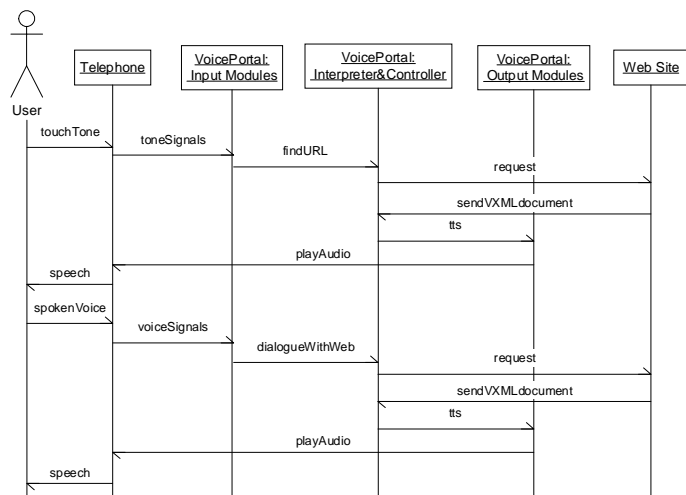 VoicePortal:
Input Modules
VoicePortal:
Interpreter&Controller
VoicePortal:
Output Modules
Telephone
Web Site
User
touchTone
toneSignals
findURL
request
sendVXMLdocument
tts
playAudio
speech
spokenVoice
voiceSignals
dialogueWithWeb
request
sendVXMLdocument
tts
playAudio
speech